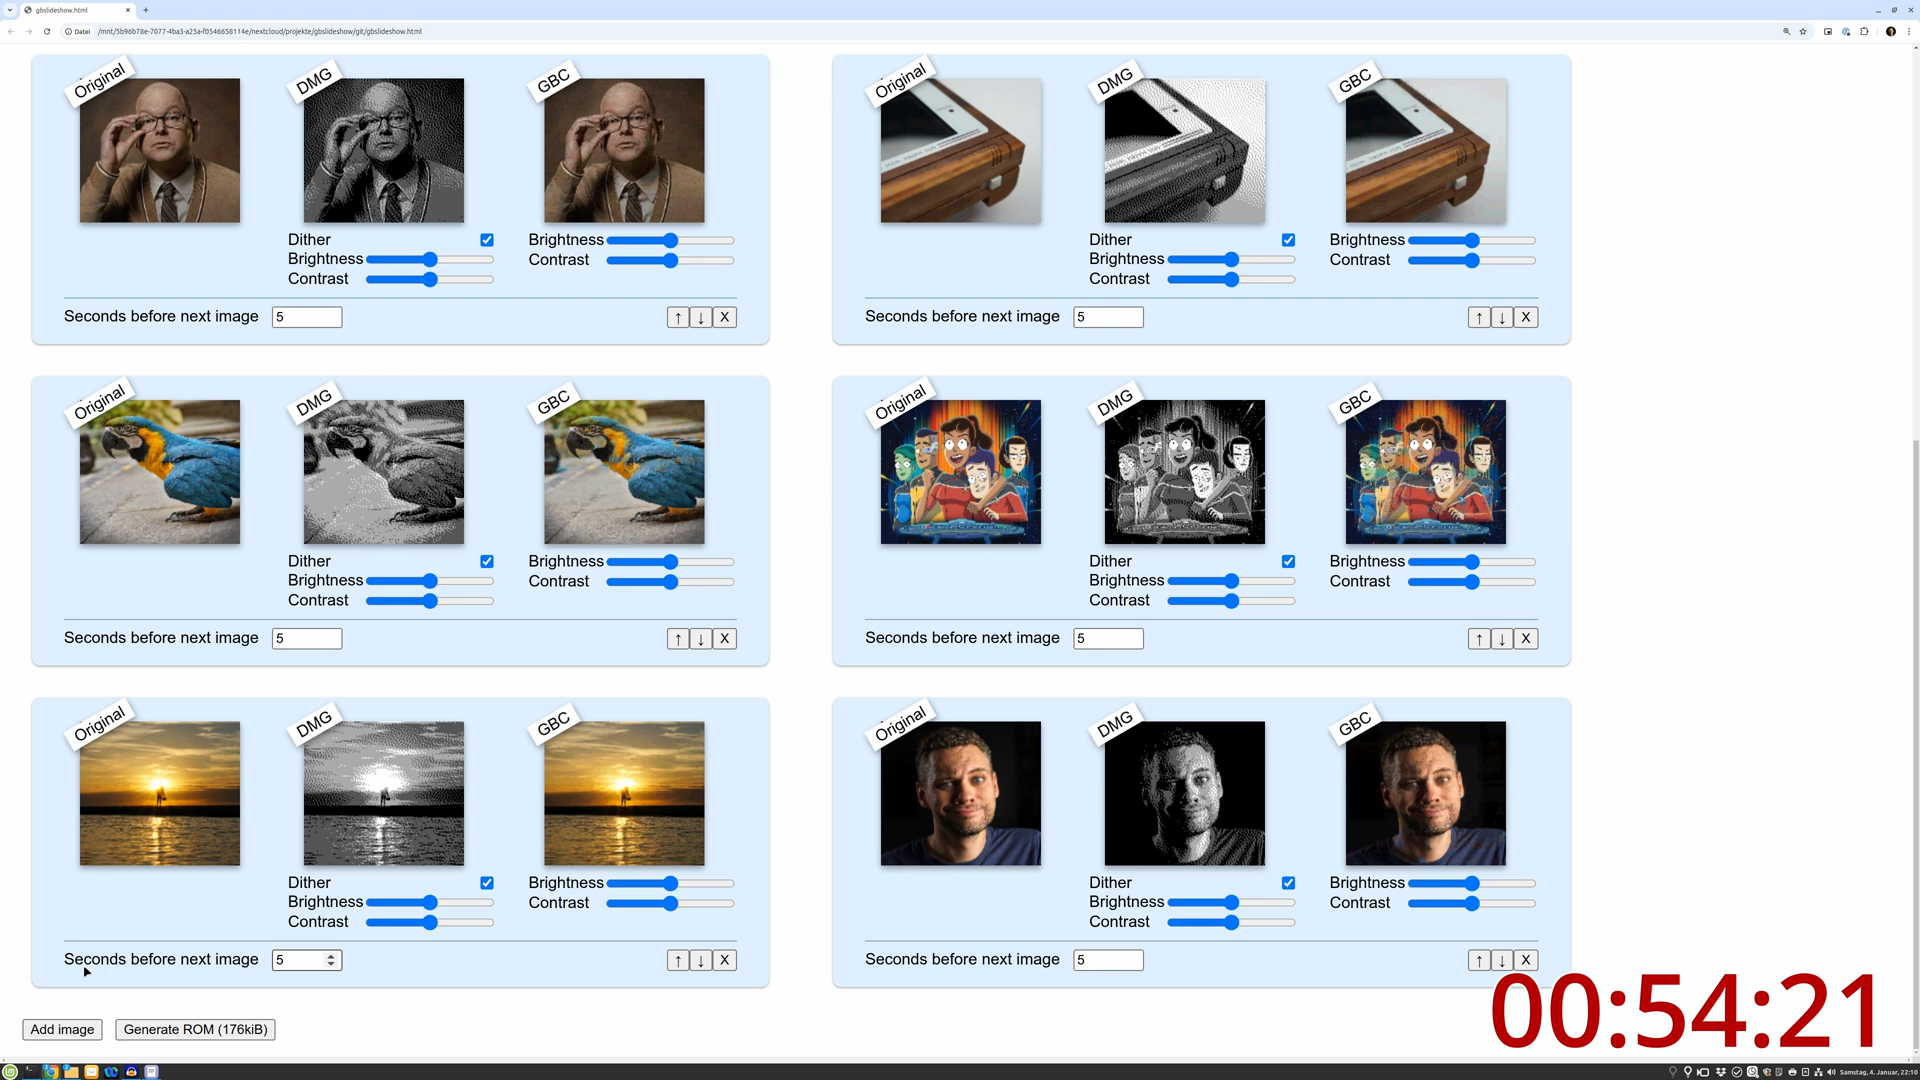 gbslideshow.html
Datei
/mnt/5b96b78e-7077-4ba3-a25a-f0546658114e/nextcloud/projekte/gbslideshow/git/gbslideshow.html
Original
DMG
GBC
Dither
Brightness
Contrast
Brightness
Contrast
Seconds before next image 5
↑ ↓ X
Original
DMG
GBC
Dither
Brightness
Contrast
Brightness
Contrast
Seconds before next image 5
↑ ↓ X
Original
DMG
GBC
Dither
Brightness
Contrast
Brightness
Contrast
Seconds before next image 5
↑ ↓ X
Original
DMG
GBC
Dither
Brightness
Contrast
Brightness
Contrast
Seconds before next image 5
↑ ↓ X
Original
DMG
GBC
Dither
Brightness
Contrast
Brightness
Contrast
Seconds before next image 5
↑ ↓ X
Original
DMG
GBC
Dither
Brightness
Contrast
Brightness
Contrast
Seconds before next image 5
↑ ↓ X
Add image
Generate ROM (176kiB)
00:54:21
Samstag, 4. Januar, 22:10